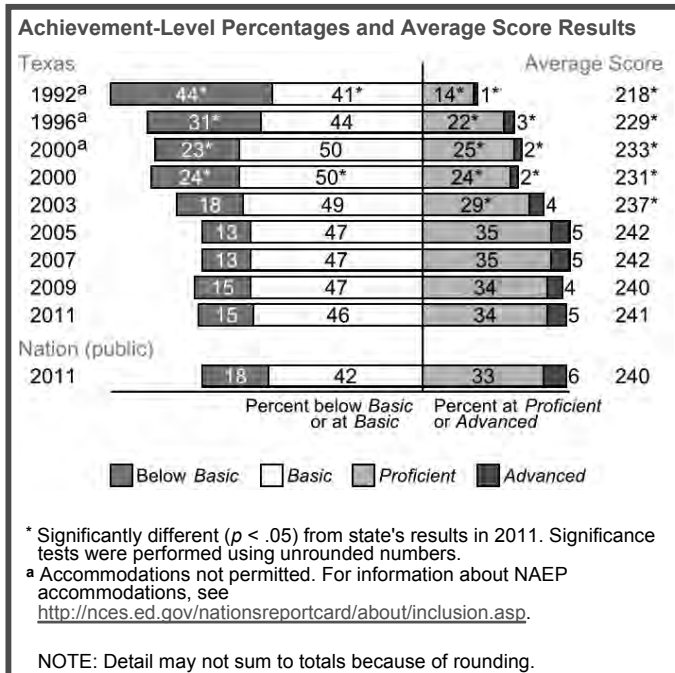 Achievement-Level Percentages and Average Score Results
Texas Average Score
1992a 44* 41* 14* 1* 218*
1996a 31* 44 22* 3* 229*
2000a 23* 50 25* 2* 233*
2000 24* 50* 24* 2* 231*
2003 18 49 29* 4 237*
2005 13 47 35 5 242
2007 13 47 35 5 242
2009 15 47 34 4 240
2011 15 46 34 5 241
Nation (public)
2011 18 42 33 6 240
Percent below Basic Percent at Proficient
or at Basic or Advanced
Below Basic Basic Proficient Advanced
* Significantly different (p < .05) from state's results in 2011. Significance
tests were performed using unrounded numbers.
a Accommodations not permitted. For information about NAEP
accommodations, see
http://nces.ed.gov/nationsreportcard/about/inclusion.asp.
NOTE: Detail may not sum to totals because of rounding.